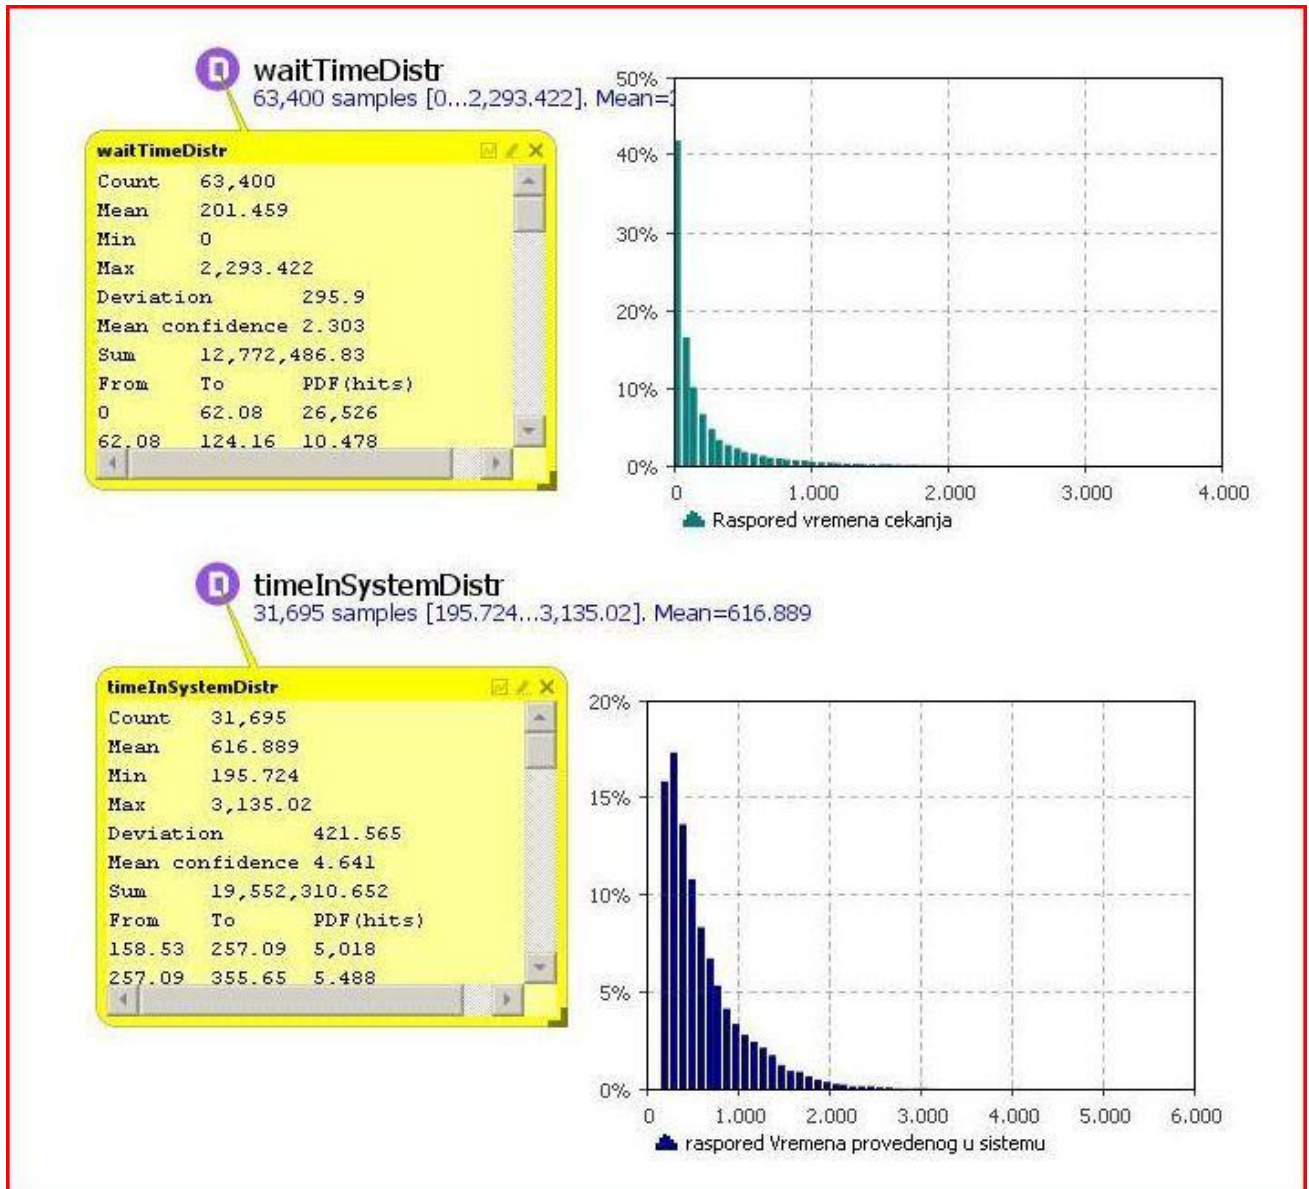 waitTimeDistr
63,400 samples [0...2,293.422]. Mean=
waitTimeDistr
Count 63,400
Mean 201.459
Min 0
Max 2,293.422
Deviation 295.9
Mean confidence 2.303
Sum 12,772,486.83
From To PDF(hits)
0 62.08 26,526
62.08 124.16 10.478
50%
40%
30%
20%
10%
0%
0 1.000 2.000 3.000 4.000
Raspored vremena cekanja
timeInSystemDistr
31,695 samples [195.724...3,135.02]. Mean=616.889
timeInSystemDistr
Count 31,695
Mean 616.889
Min 195.724
Max 3,135.02
Deviation 421.565
Mean confidence 4.641
Sum 19,552,310.652
From To PDF(hits)
158.53 257.09 5,018
257.09 355.65 5.488
20%
15%
10%
5%
0%
0 1.000 2.000 3.000 4.000 5.000 6.000
raspored Vremena provedenog u sistemu